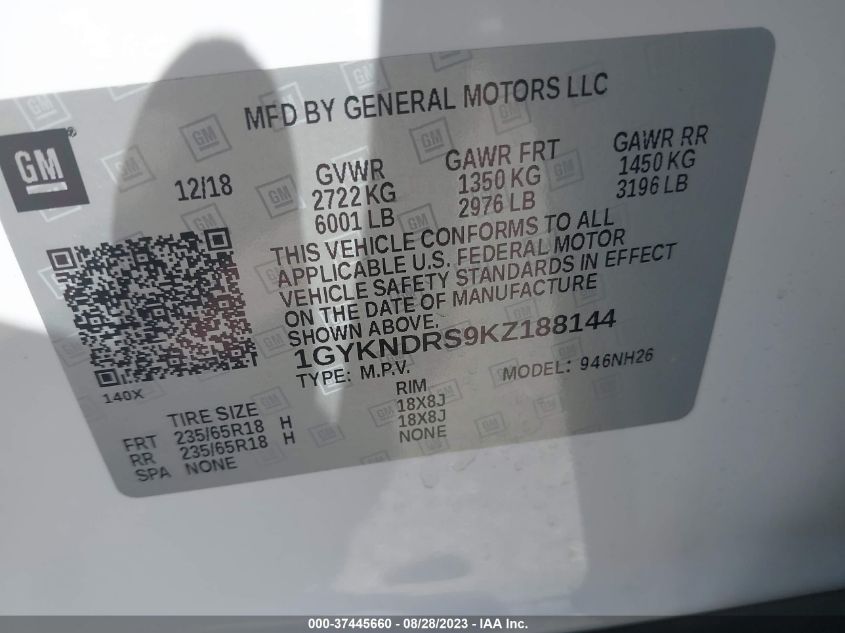 MFD BY GENERAL MOTORS LLC
GM ®
12/18
GVWR GAWR FRT GAWR RR
2722 KG 1350 KG 1450 KG
6001 LB 2976 LB 3196 LB
THIS VEHICLE CONFORMS TO ALL
APPLICABLE U.S. FEDERAL MOTOR
VEHICLE SAFETY STANDARDS IN EFFECT
ON THE DATE OF MANUFACTURE
SHOWN ABOVE.
1GYKNDRS9KZ188144
TYPE: M.P.V. MODEL: 946NH26
140X
TIRE SIZE RIM
FRT 235/65R18 H 18X8J
RR 235/65R18 H 18X8J
SPA NONE NONE
000-37445660 - 08/28/2023 - IAA Inc.